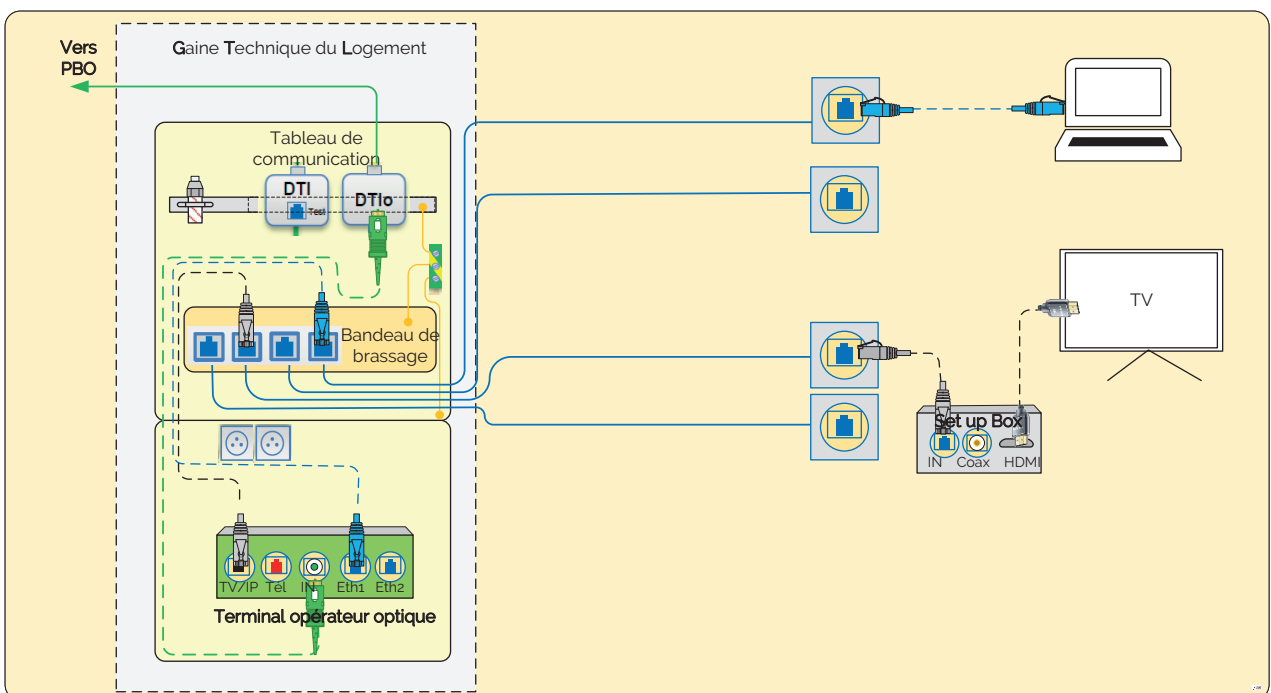 Vers
PBO
Gaine Technique du Logement
Tableau de
communication
DTI
Test
DTIo
Bandeau de
brassage
TV/IP Tél IN Eth1 Eth2
Terminal opérateur optique
TV
Set up Box
IN Coax HDMI